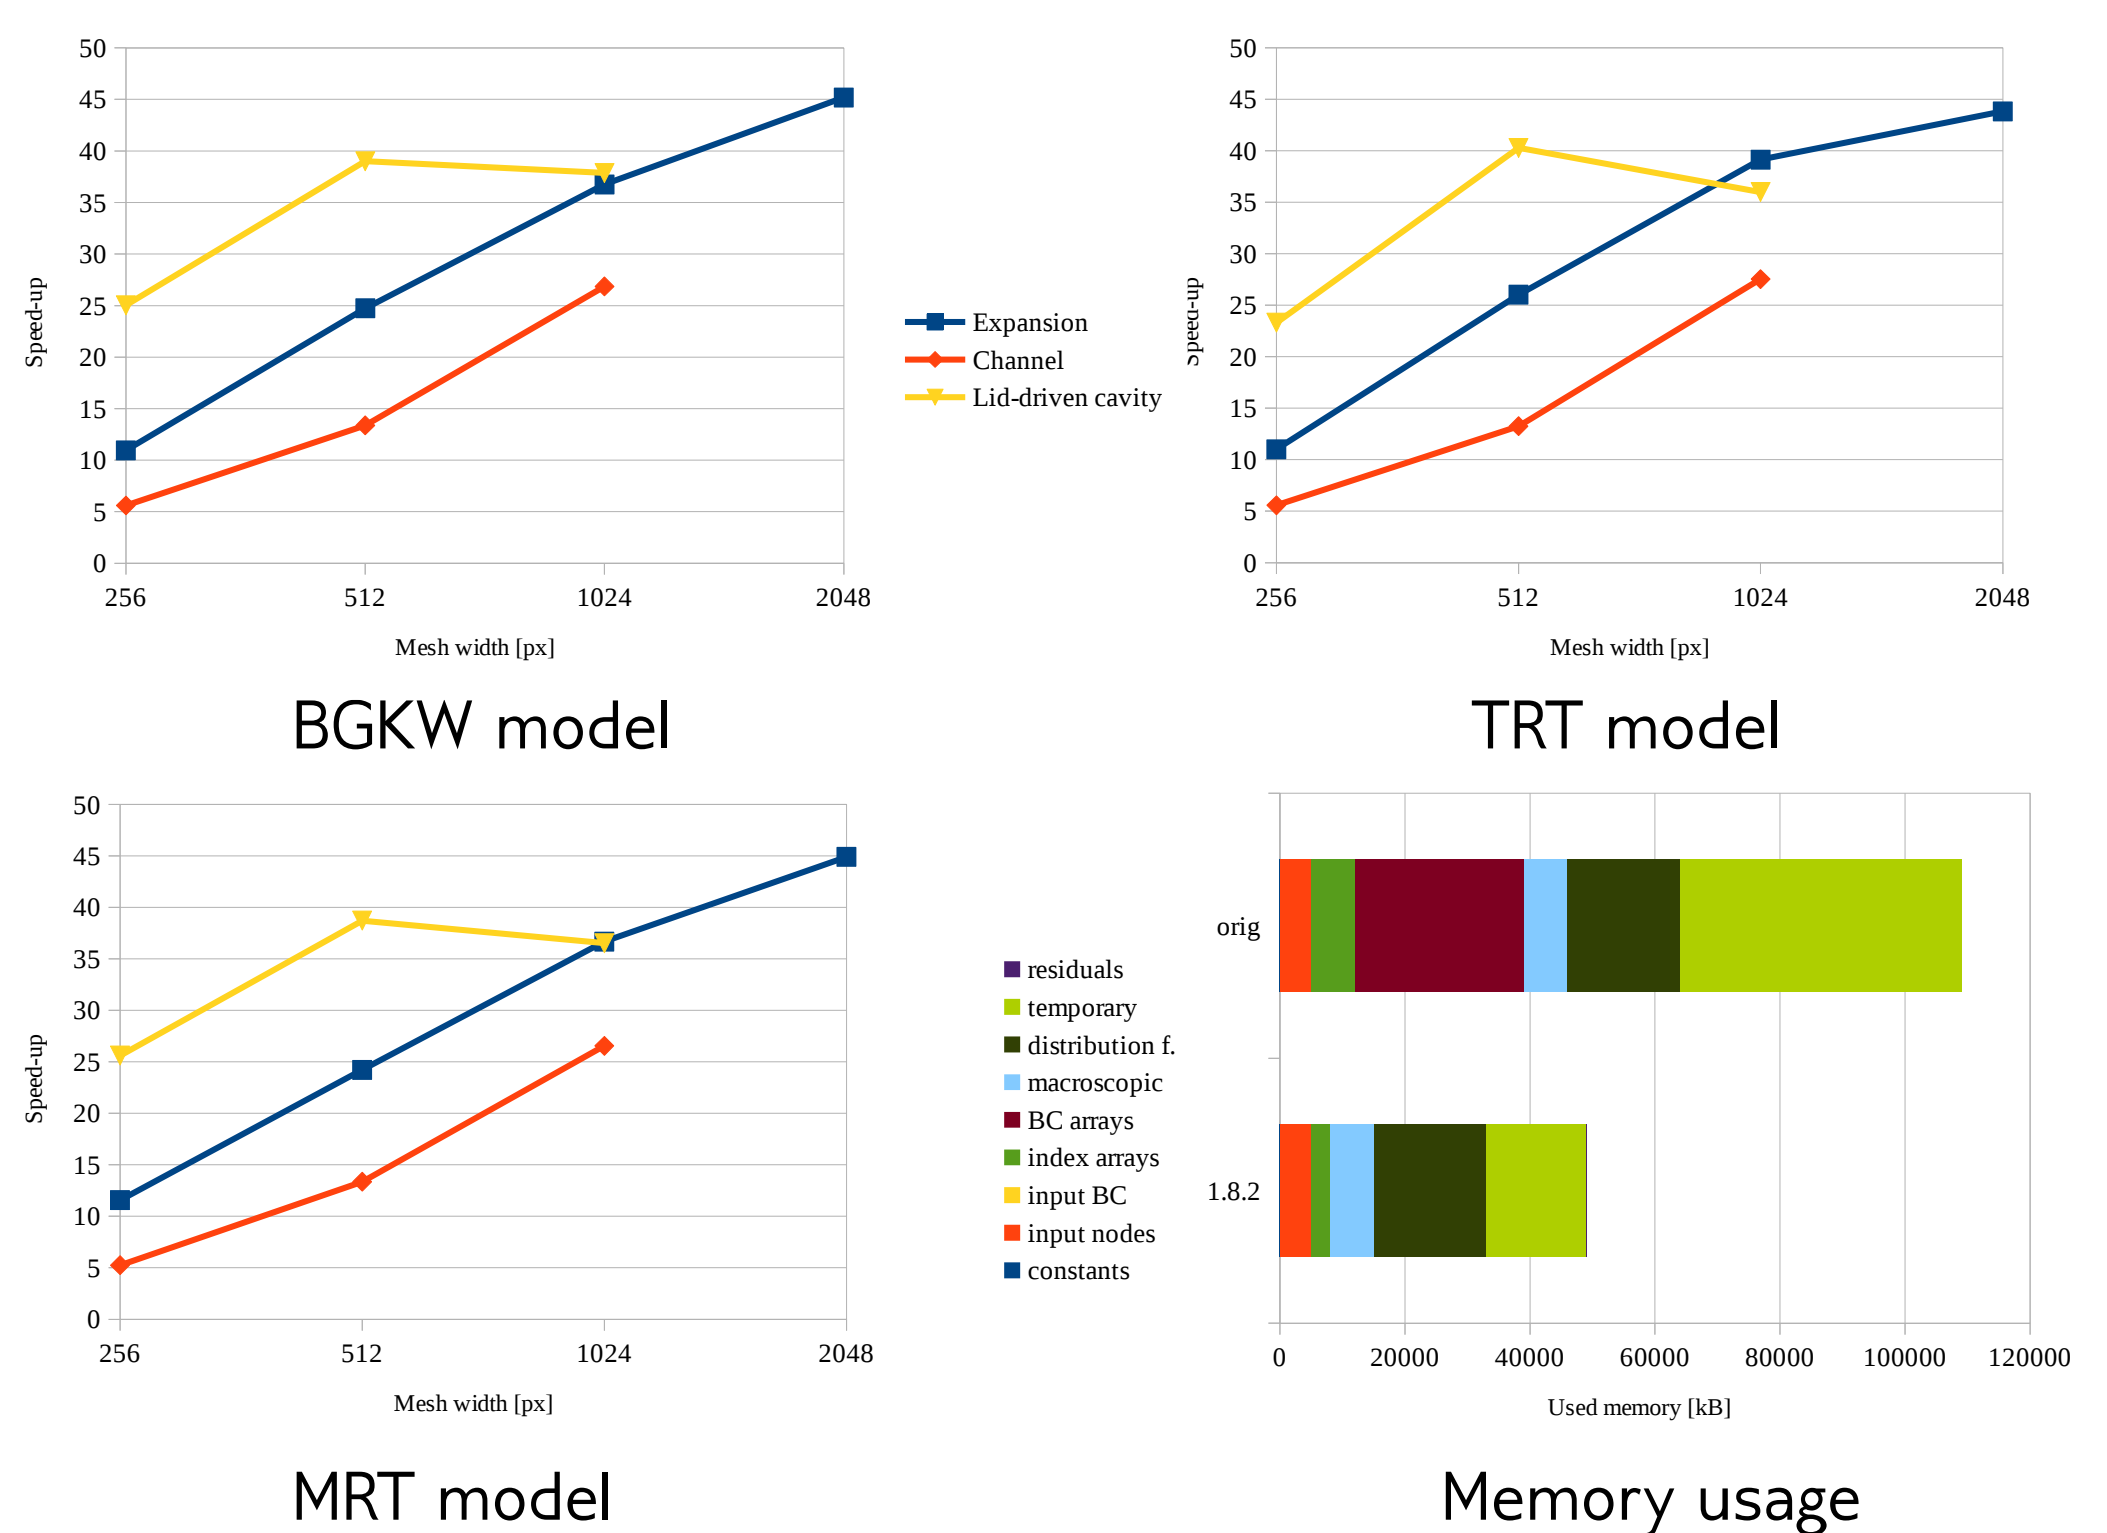 50
45
40
35
30
25
20
15
10
5
0
Speed-up
256 512 1024 2048
Mesh width [px]
BGKW model
Expansion
Channel
Lid-driven cavity
50
45
40
35
30
25
20
15
10
5
0
Speed-up
256 512 1024 2048
Mesh width [px]
TRT model
50
45
40
35
30
25
20
15
10
5
0
Speed-up
256 512 1024 2048
Mesh width [px]
MRT model
residuals
temporary
distribution f.
macroscopic
BC arrays
index arrays
input BC
input nodes
constants
orig
1.8.2
0 20000 40000 60000 80000 100000 120000
Used memory [kB]
Memory usage